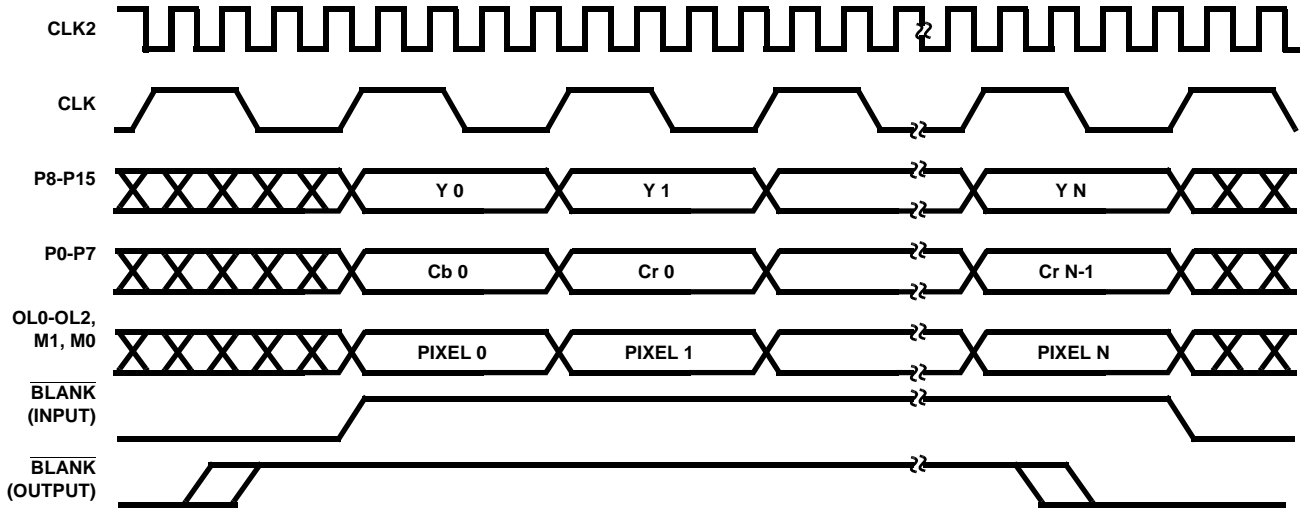 CLK2
CLK
P8-P15
Y 0
Y 1
Y N
P0-P7
Cb 0
Cr 0
Cr N-1
OL0-OL2,
M1, M0
PIXEL 0
PIXEL 1
PIXEL N
BLANK
(INPUT)
BLANK
(OUTPUT)